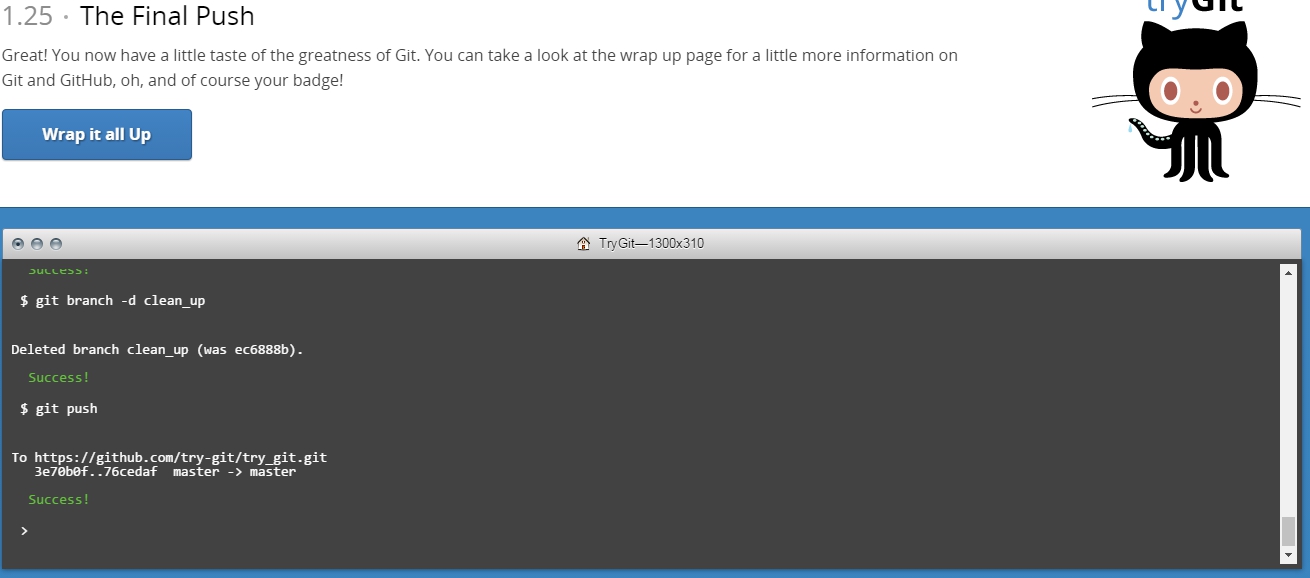 tryGit
1.25 · The Final Push
Great! You now have a little taste of the greatness of Git. You can take a look at the wrap up page for a little more information on
Git and GitHub, oh, and of course your badge!
Wrap it all Up
TryGit—1300x310
Success!
$ git branch -d clean_up
Deleted branch clean_up (was ec6888b).
Success!
$ git push
To https://github.com/try-git/try_git.git
3e70b0f..76cedaf  master -> master
Success!
>